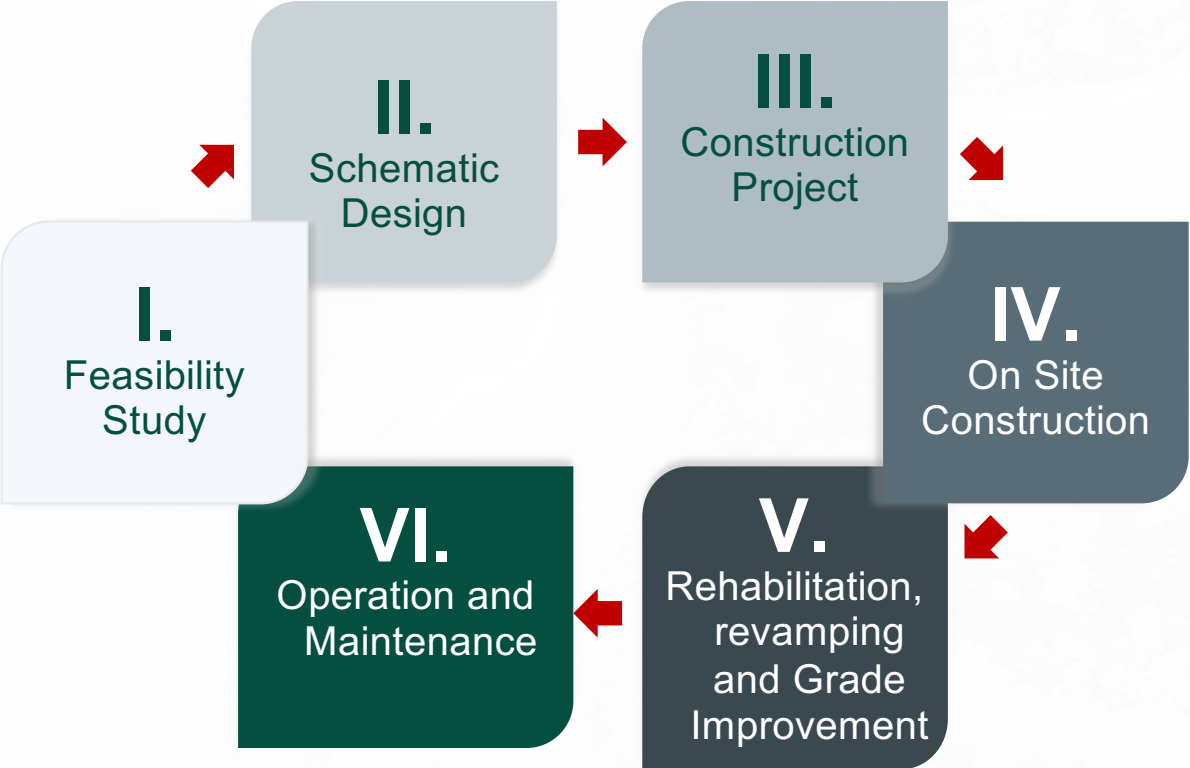 I.
Feasibility
Study
II.
Schematic
Design
III.
Construction
Project
IV.
On Site
Construction
V.
Rehabilitation,
revamping
and Grade
Improvement
VI.
Operation and
Maintenance